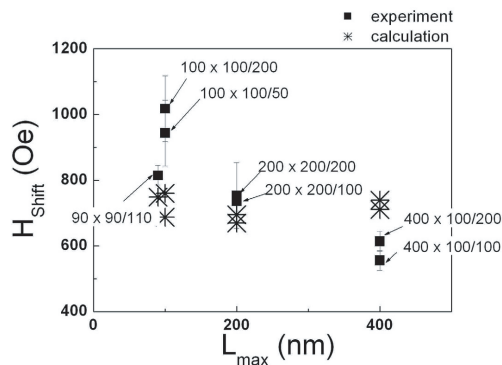 experiment
calculation
1200
100 x 100/200
1000
100 x 100/50
H_Shift (Oe)
800
200 x 200/200
200 x 200/100
90 x 90/110
400 x 100/200
600
400 x 100/100
400
0
200
400
L_max (nm)